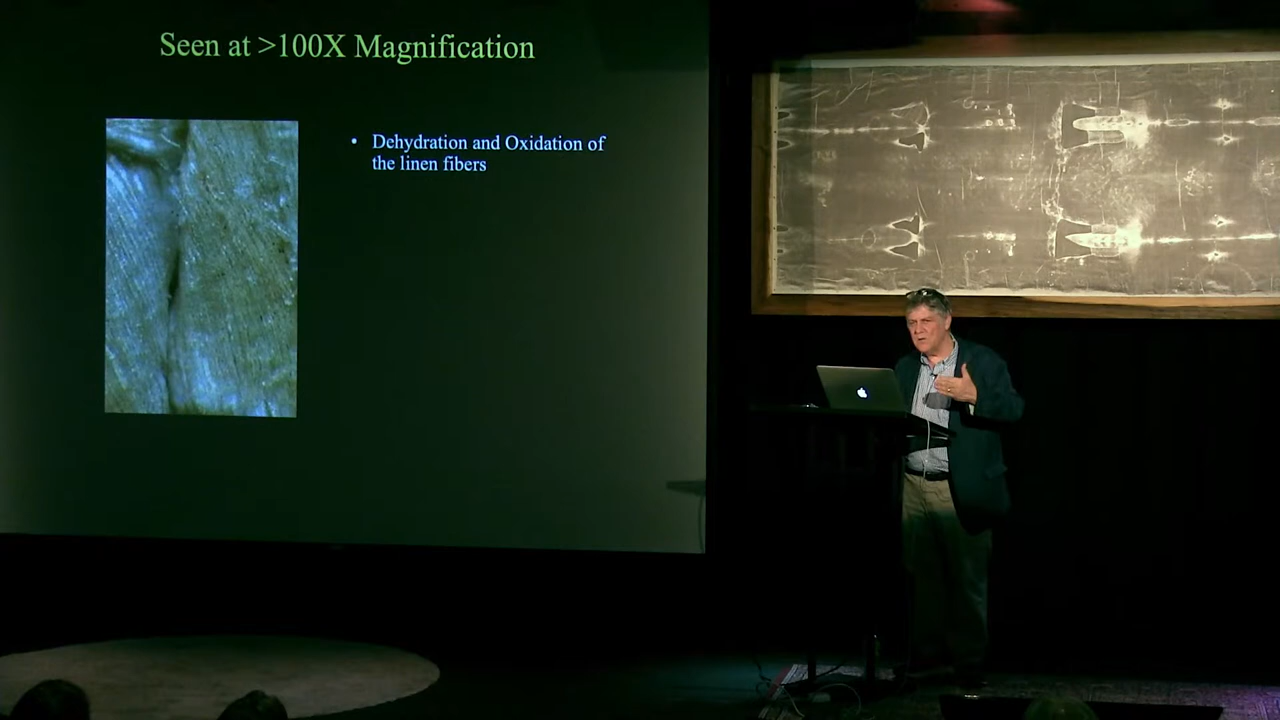 Seen at >100X Magnification
• Dehydration and Oxidation of
the linen fibers